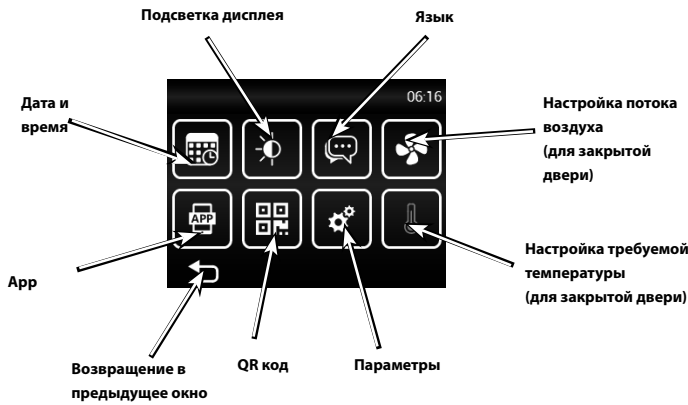 Подсветка дисплея
Язык
Дата и
время
06:16
Настройка потока
воздуха
(для закрытой
двери)
APP
App
Настройка требуемой
температуры
(для закрытой двери)
Возвращение в
предыдущее окно
QR код
Параметры